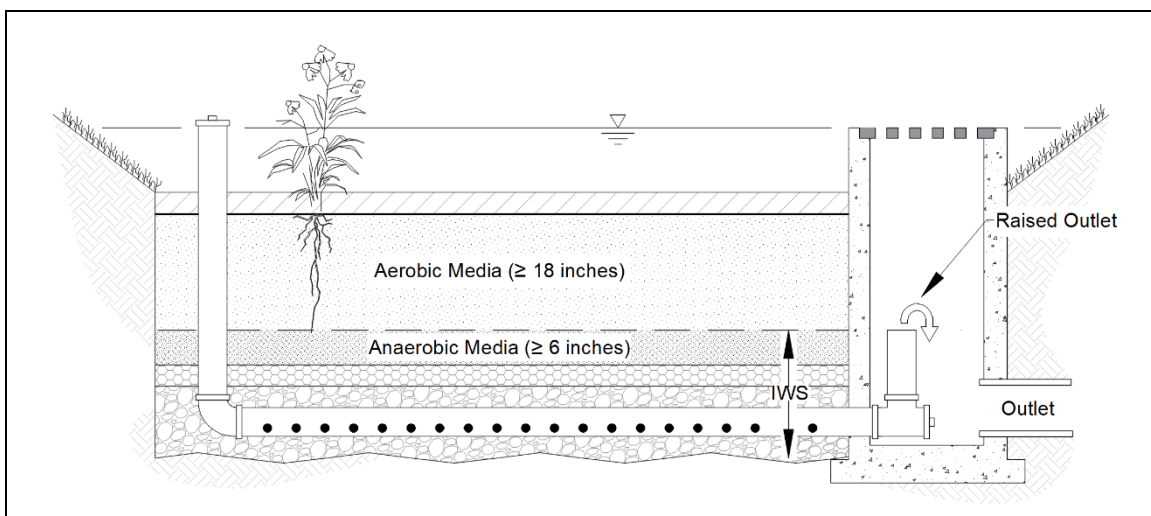 Raised Outlet
Aerobic Media (≥ 18 inches)
Anaerobic Media (≥ 6 inches)
IWS
Outlet